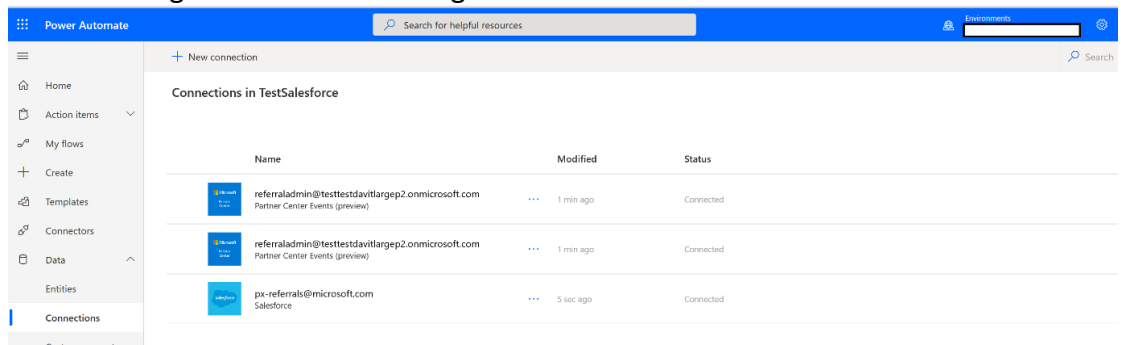 Power Automate
Search for helpful resources
Environments
New connection
Search
Home
Connections in TestSalesforce
Action items
My flows
Name Modified Status
Create
Microsoft
referraladmin@testtestdavitlargep2.onmicrosoft.com ... 1 min ago Connected
Partner Center Events (preview)
Templates
Connectors
Microsoft
referraladmin@testtestdavitlargep2.onmicrosoft.com ... 1 min ago Connected
Partner Center Events (preview)
Data
Entities
salesforce
px-referrals@microsoft.com ... 5 sec ago Connected
Salesforce
Connections